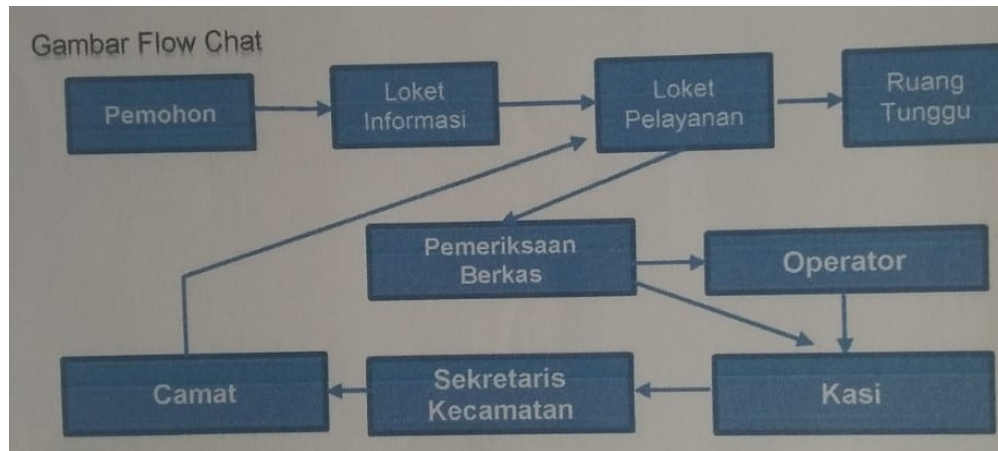 Gambar Flow Chat
Pemohon
Loket
Informasi
Loket
Pelayanan
Ruang
Tunggu
Pemeriksaan
Berkas
Operator
Camat
Sekretaris
Kecamatan
Kasi